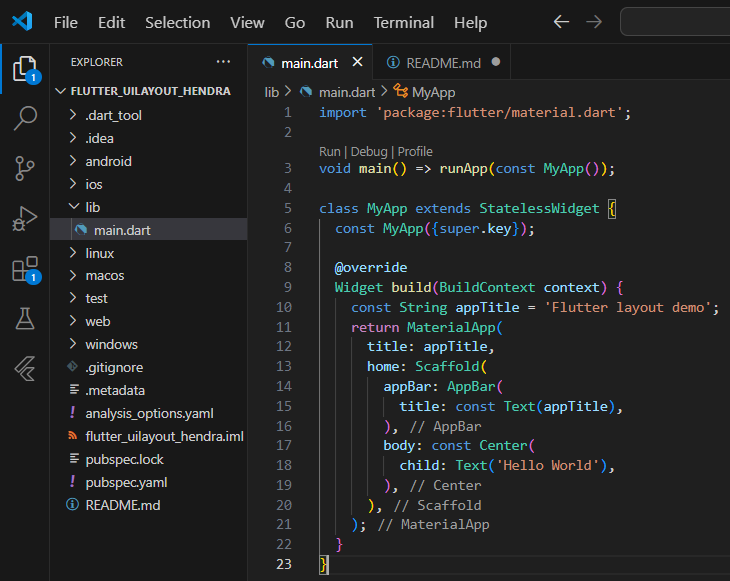 File Edit Selection View Go Run Terminal Help
EXPLORER ...
main.dart README.md
FLUTTER_UILAYOUT_HENDRA
.dart_tool
.idea
android
ios
lib
main.dart
linux
macos
test
web
windows
.gitignore
.metadata
analysis_options.yaml
flutter_uilayout_hendra.iml
pubspec.lock
pubspec.yaml
README.md
1
1
lib > main.dart > MyApp
1 import 'package:flutter/material.dart';
2
Run | Debug | Profile
3 void main() => runApp(const MyApp());
4
5 class MyApp extends StatelessWidget {
6   const MyApp({super.key});
7
8   @override
9   Widget build(BuildContext context) {
10     const String appTitle = 'Flutter layout demo';
11     return MaterialApp(
12       title: appTitle,
13       home: Scaffold(
14         appBar: AppBar(
15           title: const Text(appTitle),
16         ), // AppBar
17         body: const Center(
18           child: Text('Hello World'),
19         ), // Center
20       ), // Scaffold
21     ); // MaterialApp
22   }
23 }